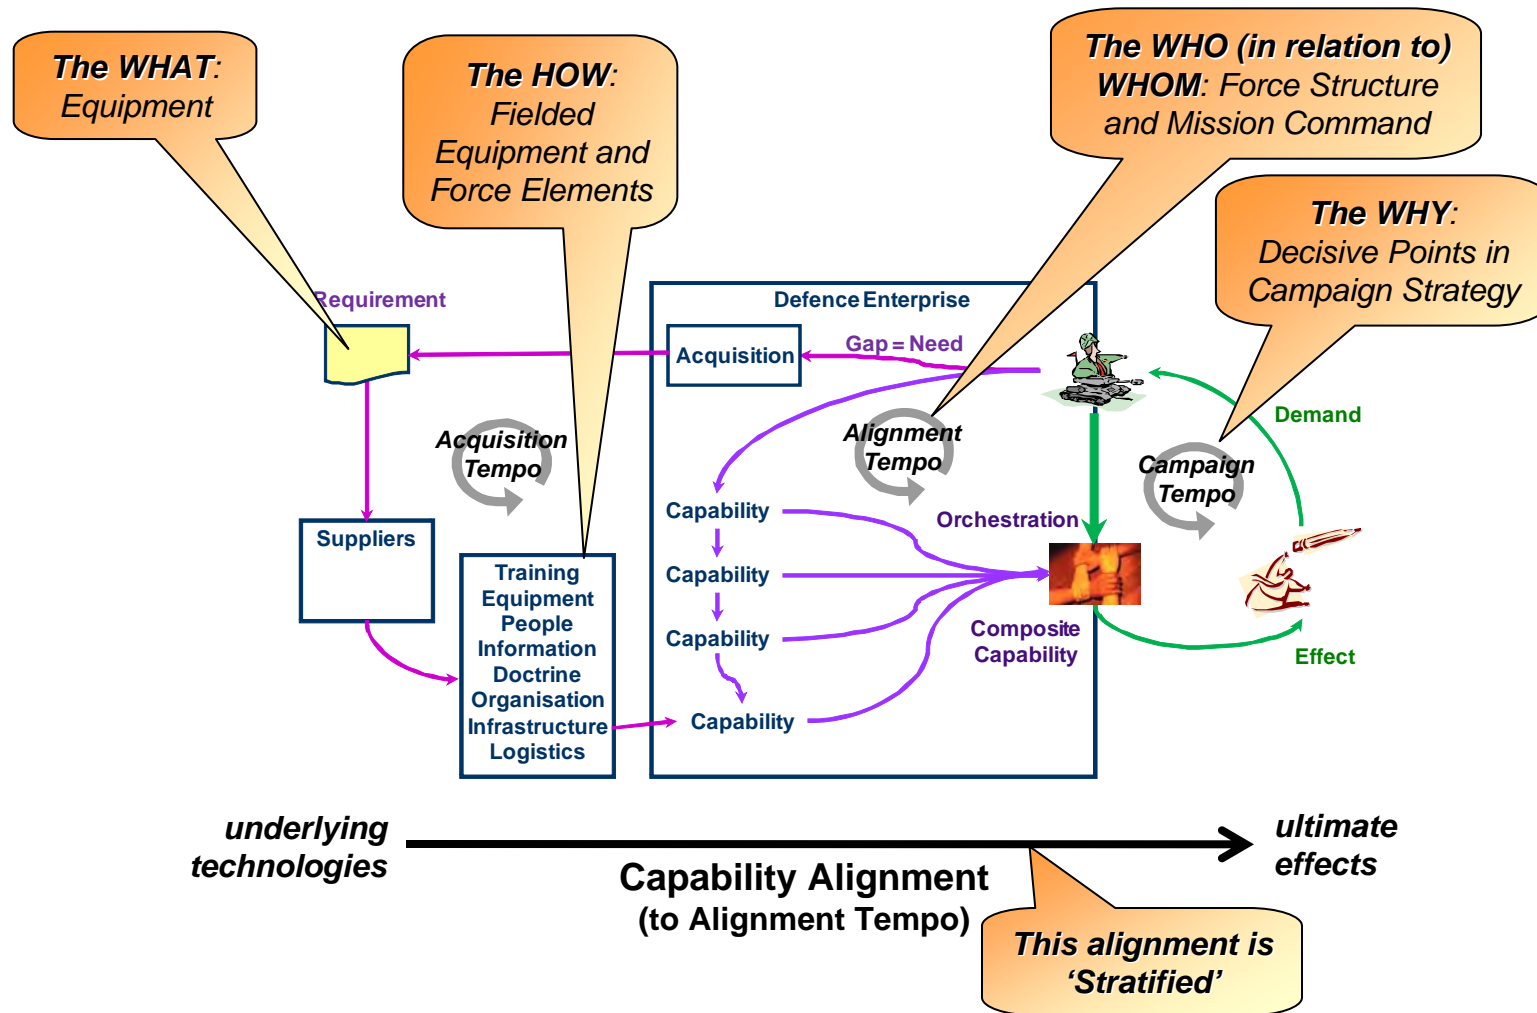 The WHAT:
Equipment
The HOW:
Fielded
Equipment and
Force Elements
The WHO (in relation to)
WHOM: Force Structure
and Mission Command
The WHY:
Decisive Points in
Campaign Strategy
Requirement
Defence Enterprise
Acquisition
Gap = Need
Demand
Acquisition
Tempo
Alignment
Tempo
Campaign
Tempo
Suppliers
Training
Equipment
People
Information
Doctrine
Organisation
Infrastructure
Logistics
Capability
Capability
Capability
Capability
Orchestration
Composite
Capability
Effect
underlying
technologies
ultimate
effects
Capability Alignment
(to Alignment Tempo)
This alignment is
‘Stratified’